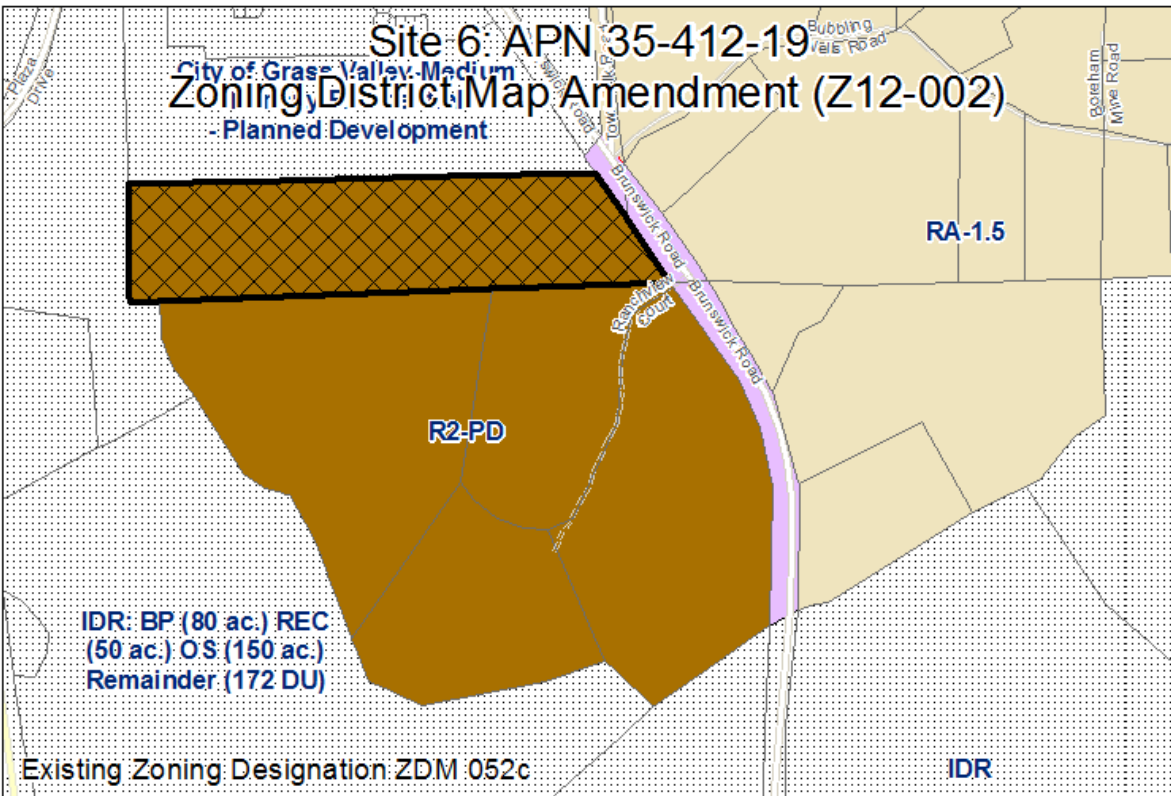 Site 6: APN 35-412-19
Zoning District Map Amendment (Z12-002)
City of Grass Valley-Medium
- Planned Development
Plaza
Drive
Road
Bubbling
Wells Road
Boreham
Mine Road
Brunswick Road
RA-1.5
Ranchview
Court
Brunswick Road
R2-PD
IDR: BP (80 ac.) REC
(50 ac.) OS (150 ac.)
Remainder (172 DU)
Existing Zoning Designation ZDM 052c
IDR